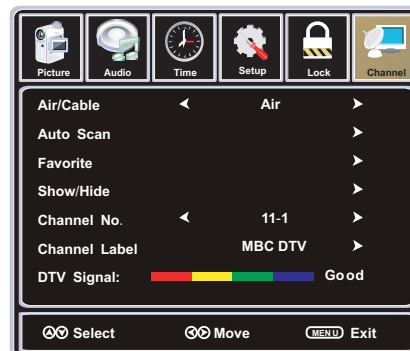 Picture Audio Time Setup Lock Channel
Air/Cable Air
Auto Scan
Favorite
Show/Hide
Channel No. 11-1
Channel Label MBC DTV
DTV Signal: Good
Select Move MENU Exit